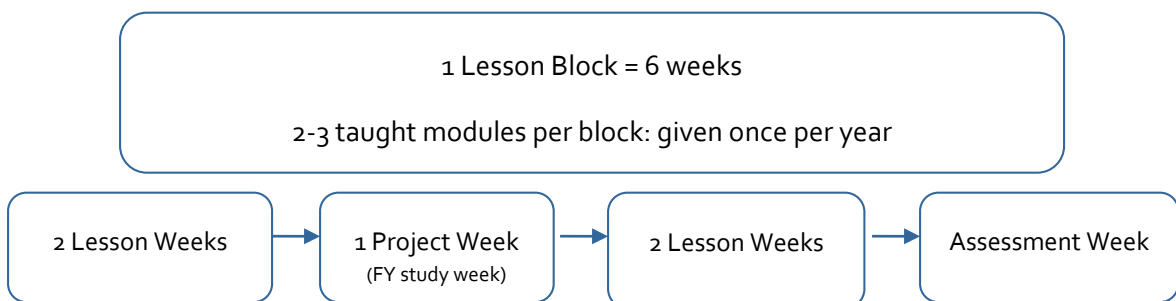 1 Lesson Block = 6 weeks
2-3 taught modules per block: given once per year
2 Lesson Weeks
1 Project Week
(FY study week)
2 Lesson Weeks
Assessment Week